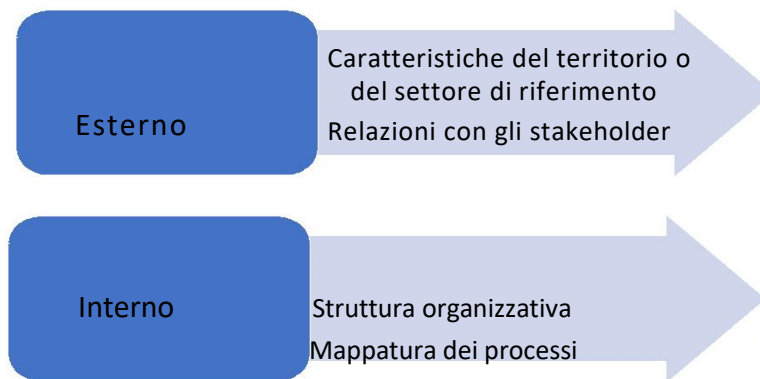 Esterno
Caratteristiche del territorio o
del settore di riferimento
Relazioni con gli stakeholder
Interno
Struttura organizzativa
Mappatura dei processi